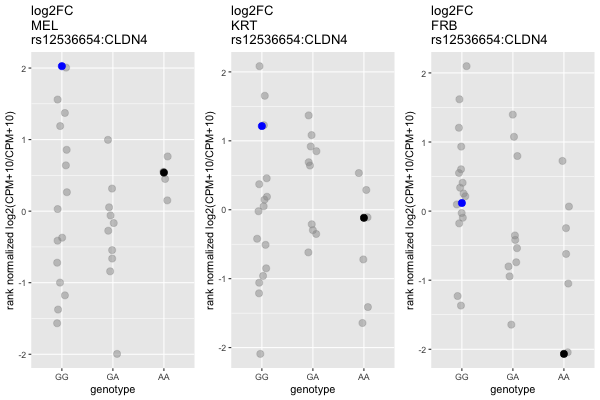 log2FC
MEL
rs12536654:CLDN4
rank normalized log2(CPM+10/CPM+10)
2
1
0
-1
-2
GG
GA
AA
genotype
log2FC
KRT
rs12536654:CLDN4
rank normalized log2(CPM+10/CPM+10)
2
1
0
-1
-2
GG
GA
AA
genotype
log2FC
FRB
rs12536654:CLDN4
rank normalized log2(CPM+10/CPM+10)
2
1
0
-1
-2
GG
GA
AA
genotype